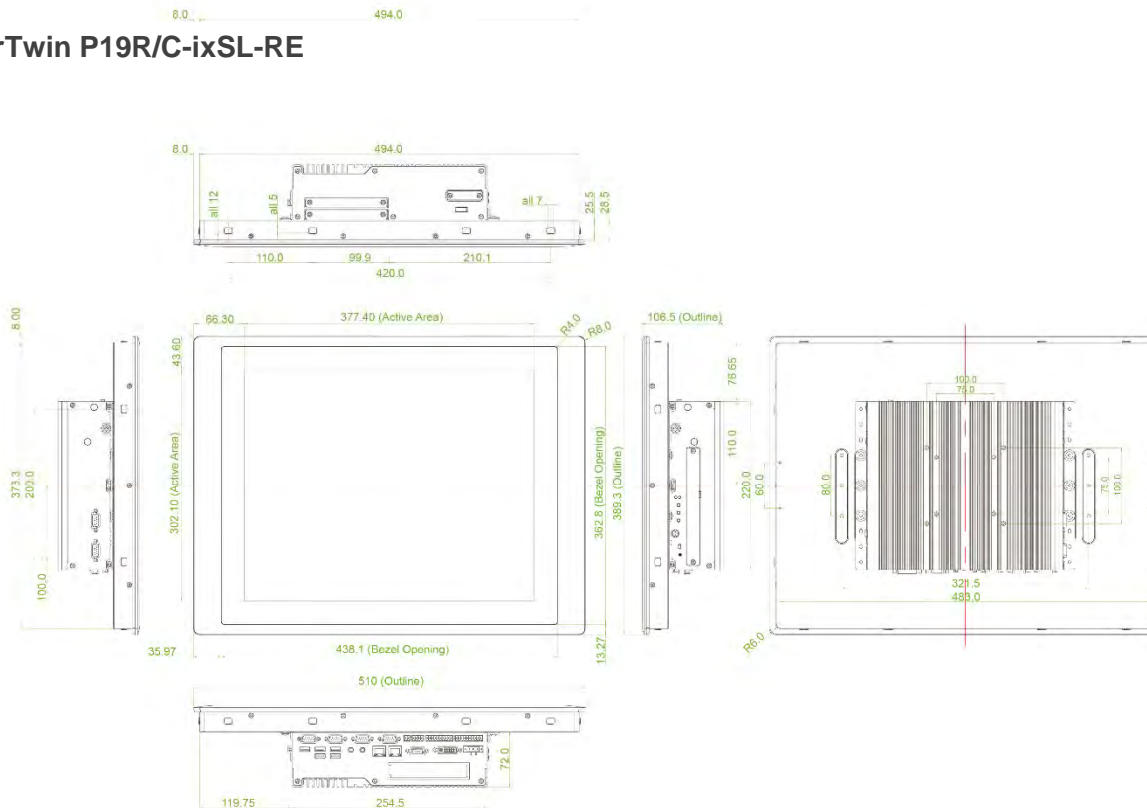 8.0 494.0
rTwin P19R/C-ixSL-RE
8.0 494.0
all 12 all 5 all 7 25.5 28.5
110.0 99.9 210.1
420.0
8.00 66.30 377.40 (Active Area) R4.0 R8.0 106.5 (Outline)
43.60 76.65
100.0
75.0
373.3 200.0 302.10 (Active Area) 362.8 (Bezel Opening) 389.3 (Outline) 110.0 220.0 60.0 80.0 75.0 100.0
100.0 321.5
483.0
R6.0
35.97 438.1 (Bezel Opening) 13.27
510 (Outline)
72.0
119.75 254.5